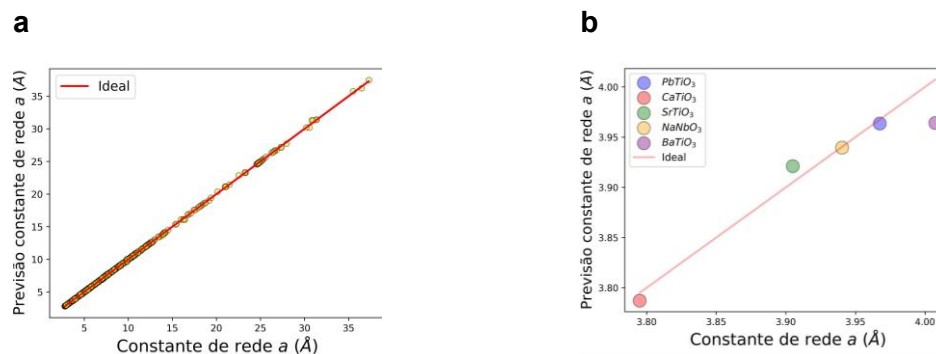 a
Previsão constante de rede a (Å)
35
30
25
20
15
10
5
Ideal
5 10 15 20 25 30 35
Constante de rede a (Å)
b
Previsão constante de rede a (Å)
4.00
3.95
3.90
3.85
3.80
PbTiO₃
CaTiO₃
SrTiO₃
NaNbO₃
BaTiO₃
Ideal
3.80 3.85 3.90 3.95 4.00
Constante de rede a (Å)